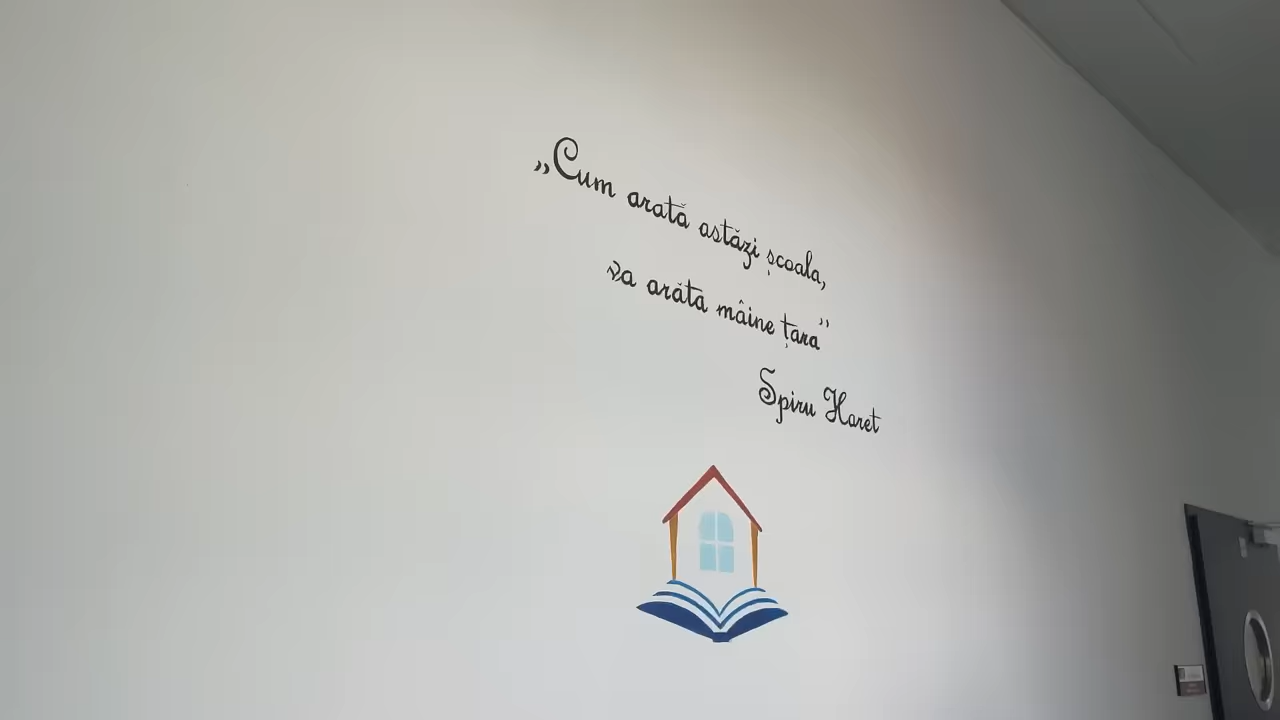 „Cum arată astăzi școala,
va arăta mâine țara”
Spiru Haret